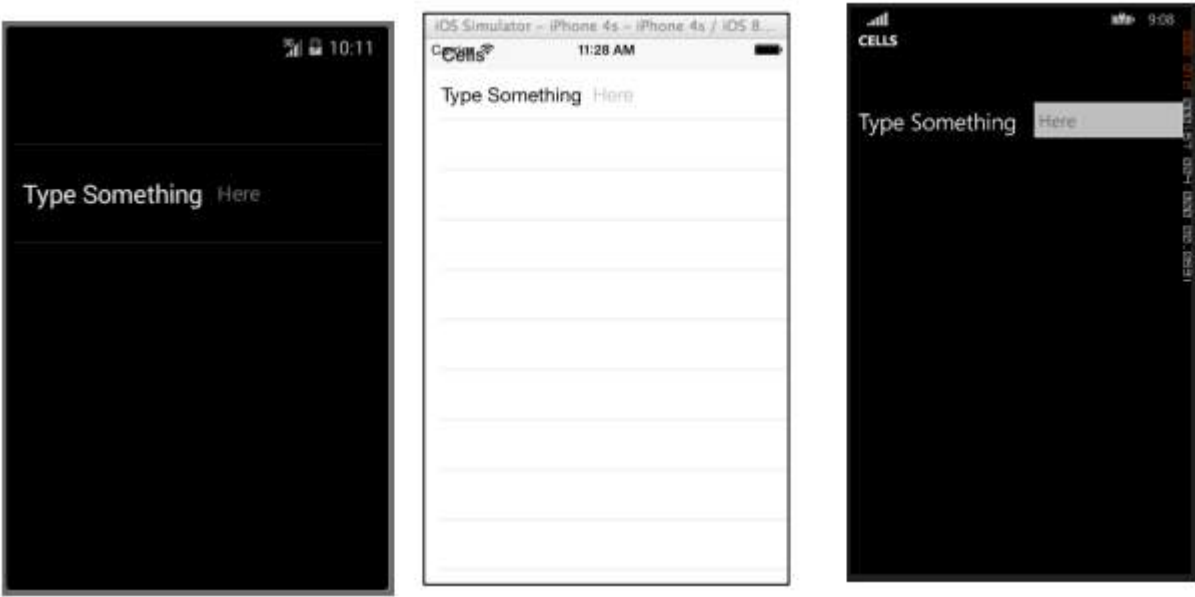 10:11
Type Something Here
iOS Simulator - iPhone 4s - iPhone 4s / iOS 8...
Cells 11:28 AM
Type Something Here
9:08
CELLS
Type Something Here